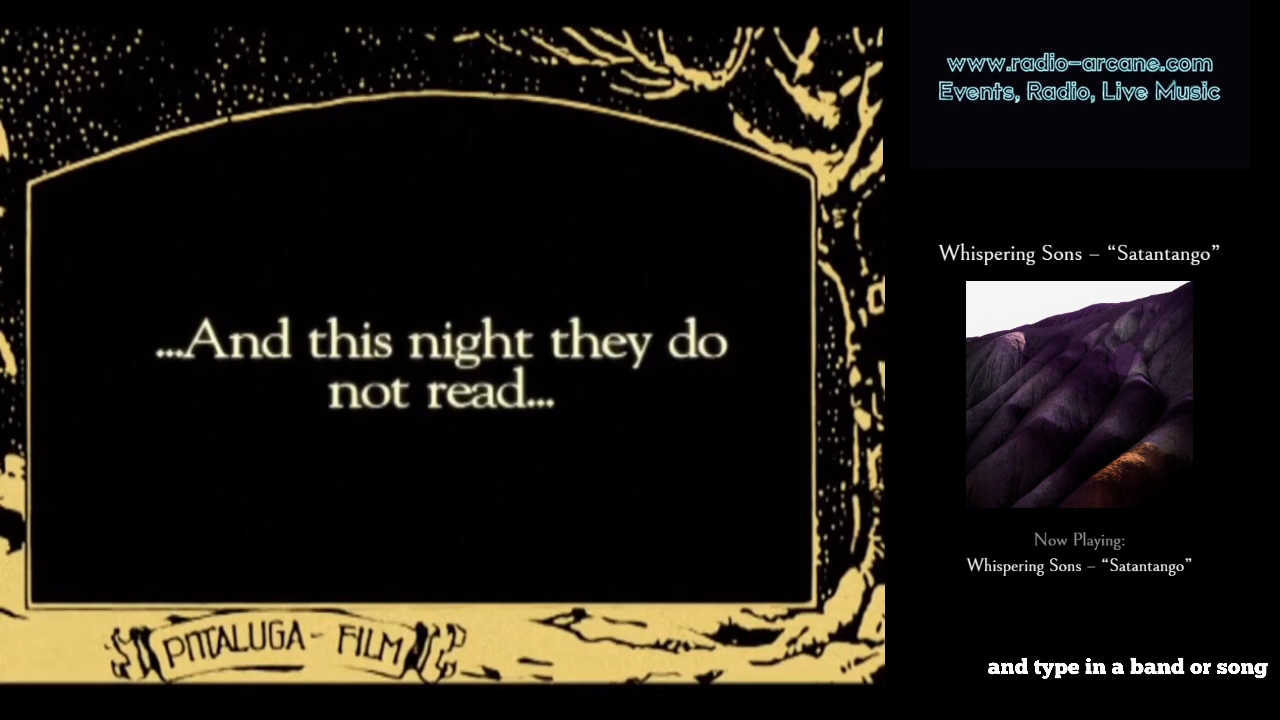 ...And this night they do
not read...
PITTALUGA - FILM
www.radio-arcane.com
Events, Radio, Live Music
Whispering Sons – “Satantango”
Now Playing:
Whispering Sons – “Satantango”
and type in a band or song